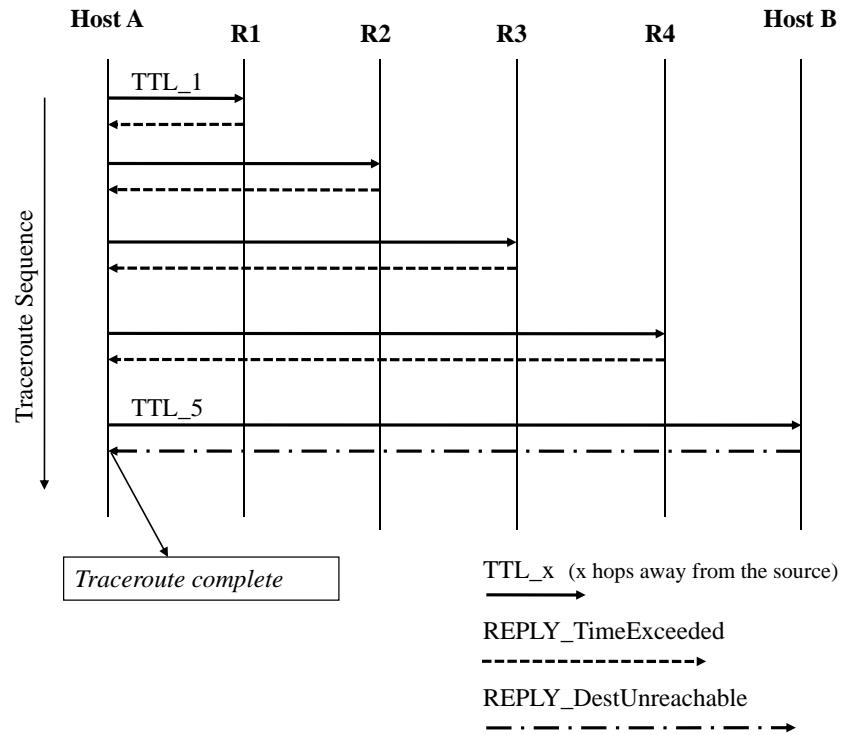 Host A
R1
R2
R3
R4
Host B
TTL_1
Traceroute Sequence
TTL_5
Traceroute complete
TTL_x (x hops away from the source)
REPLY_TimeExceeded
REPLY_DestUnreachable